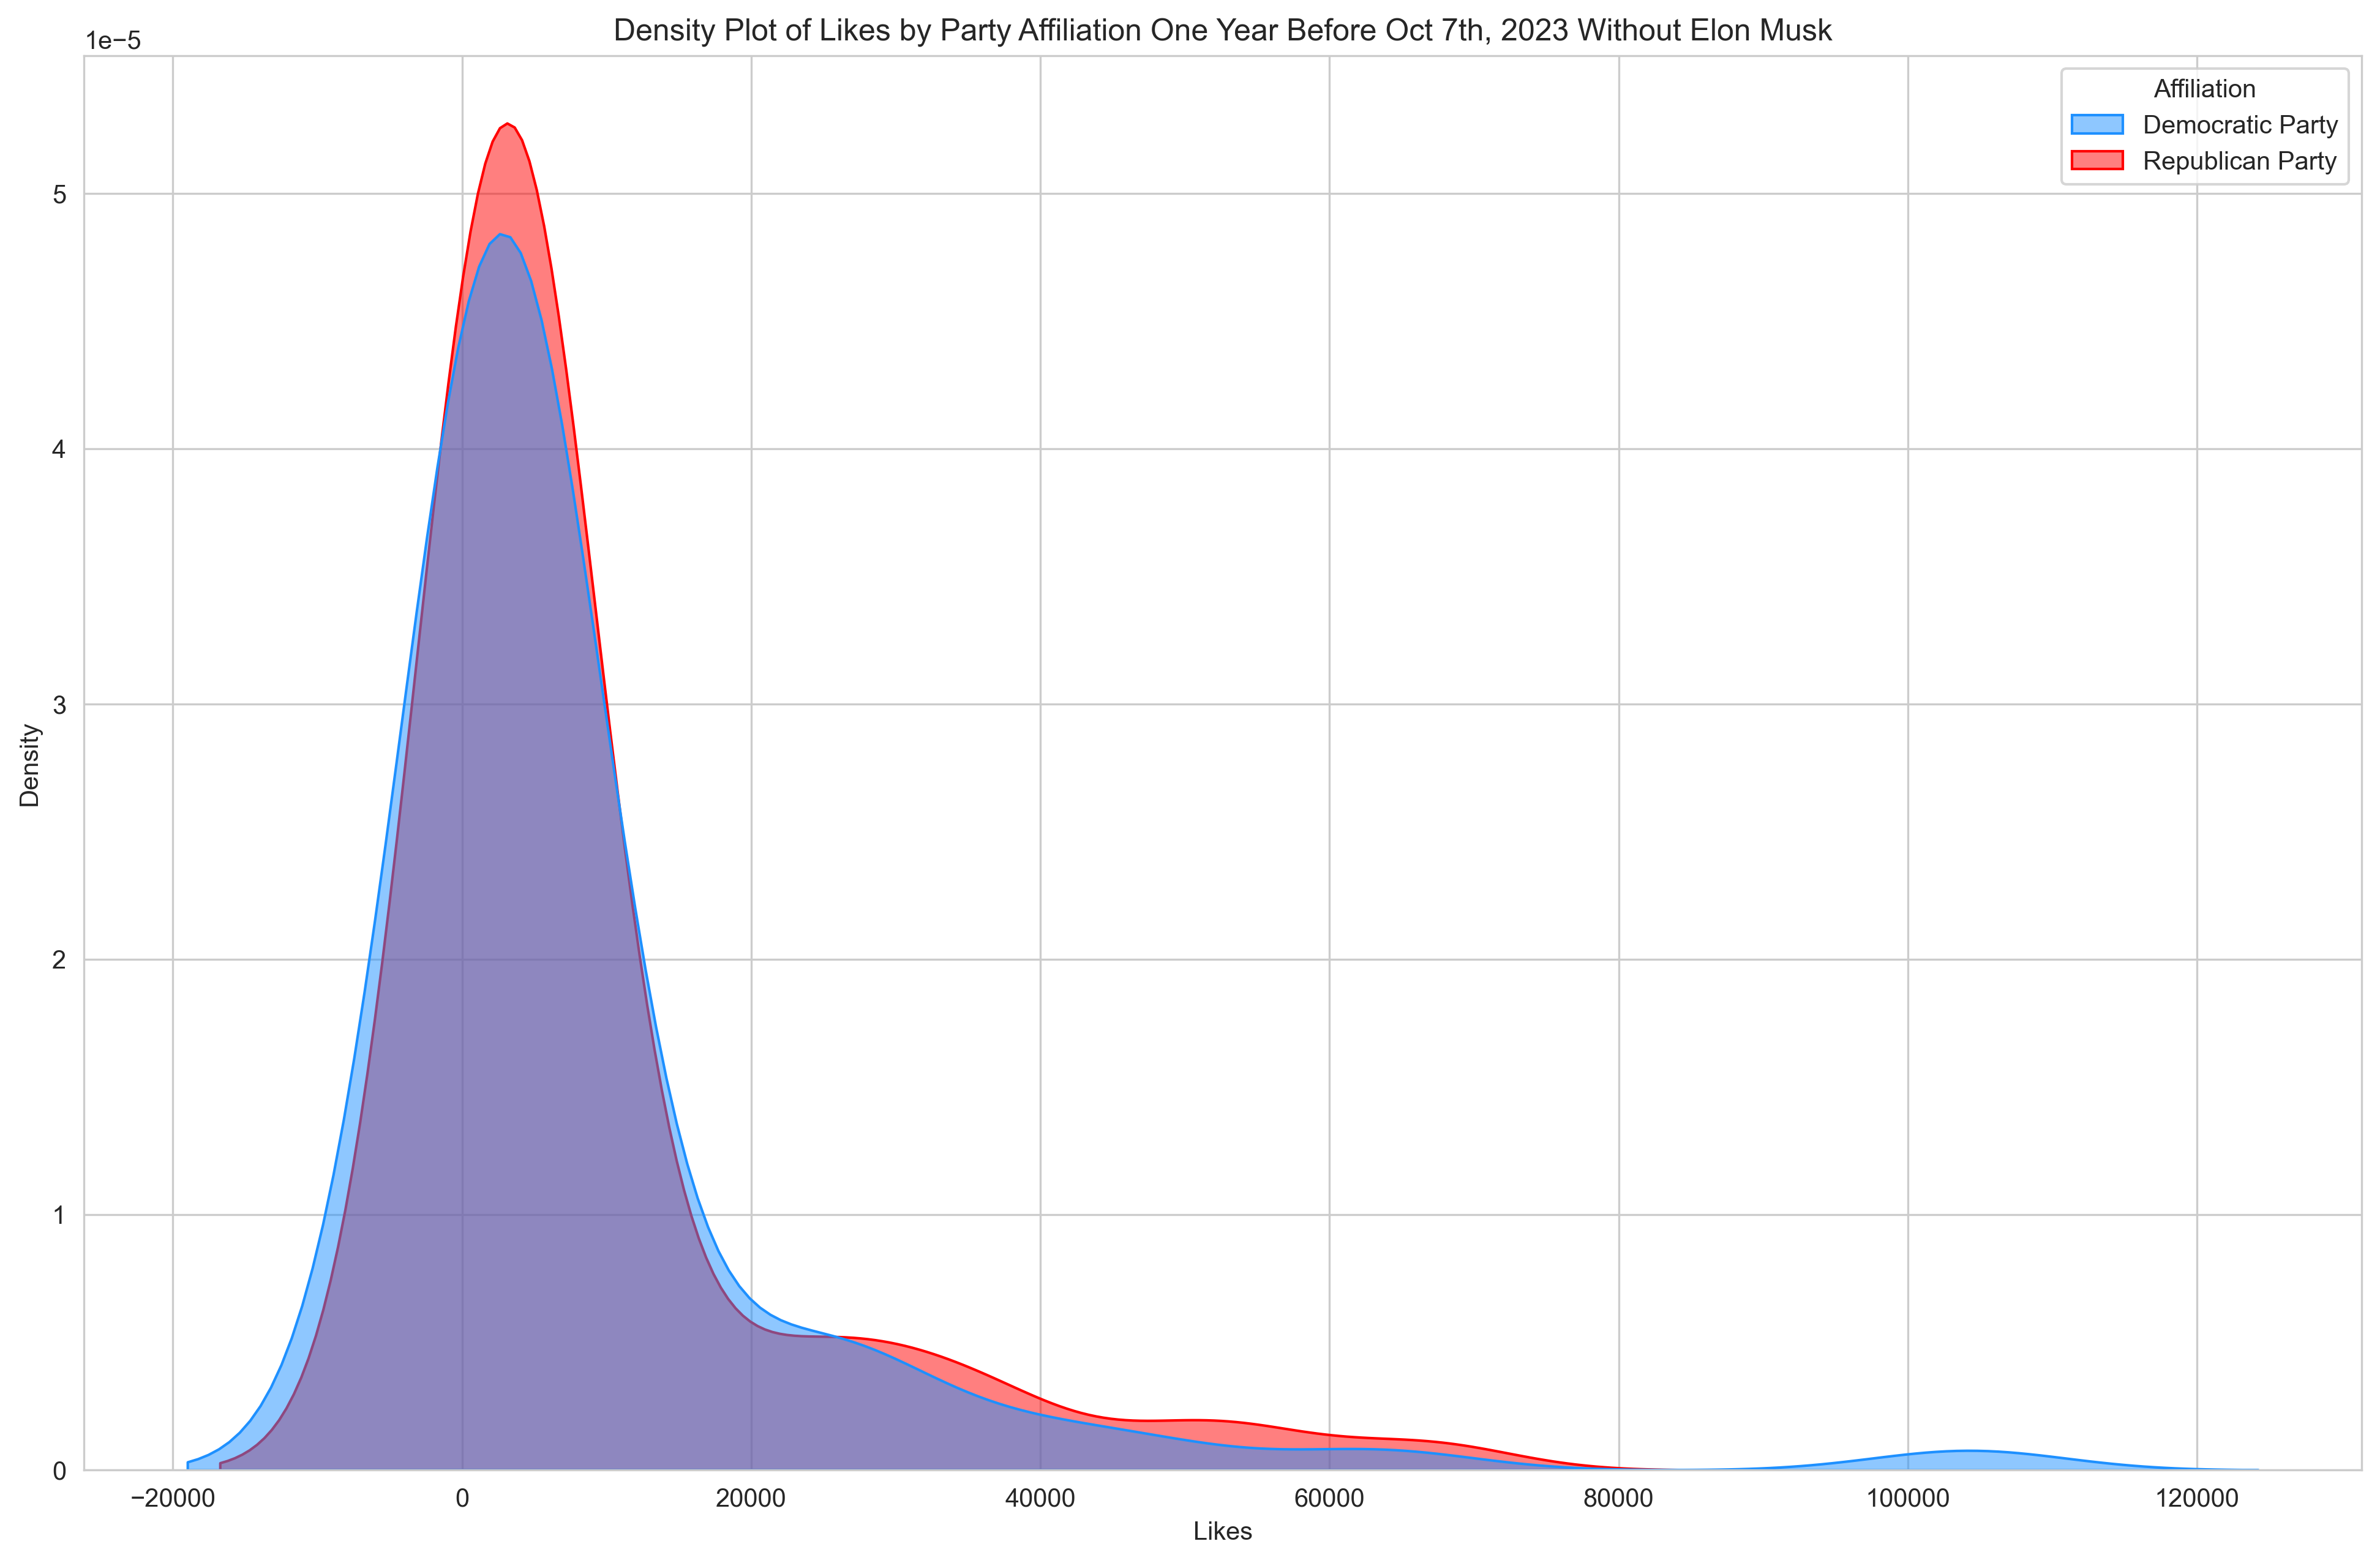 Density Plot of Likes by Party Affiliation One Year Before Oct 7th, 2023 Without Elon Musk
1e−5
Affiliation
Democratic Party
Republican Party
5
4
3
2
1
0
Density
−20000 0 20000 40000 60000 80000 100000 120000
Likes